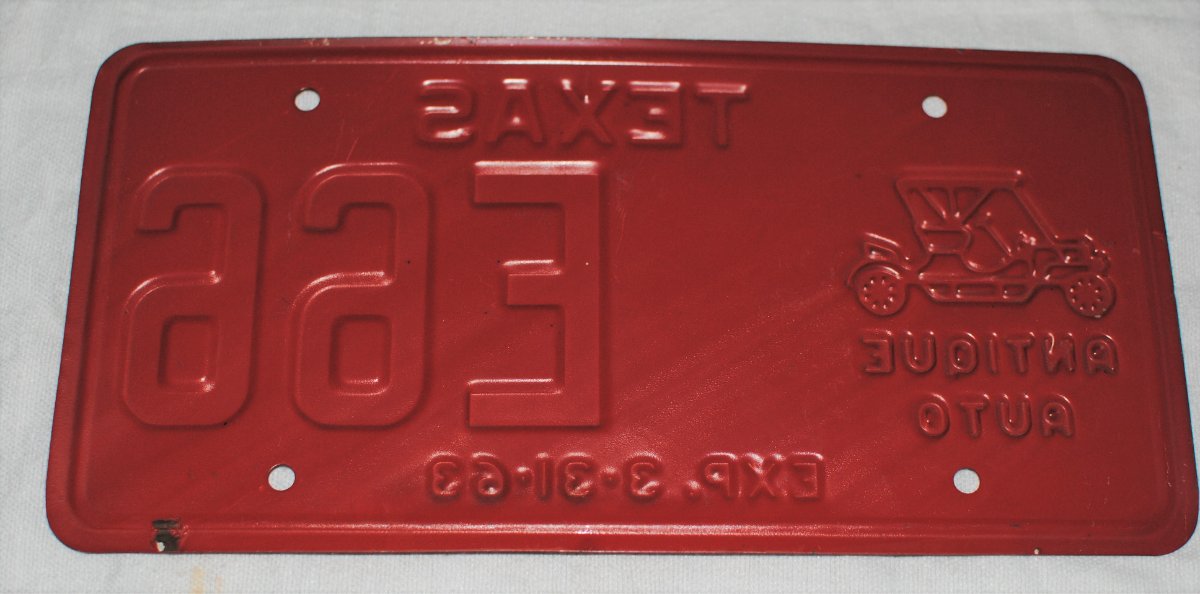 TEXAS
E66
ANTIQUE
AUTO
EXP. 3·31·63